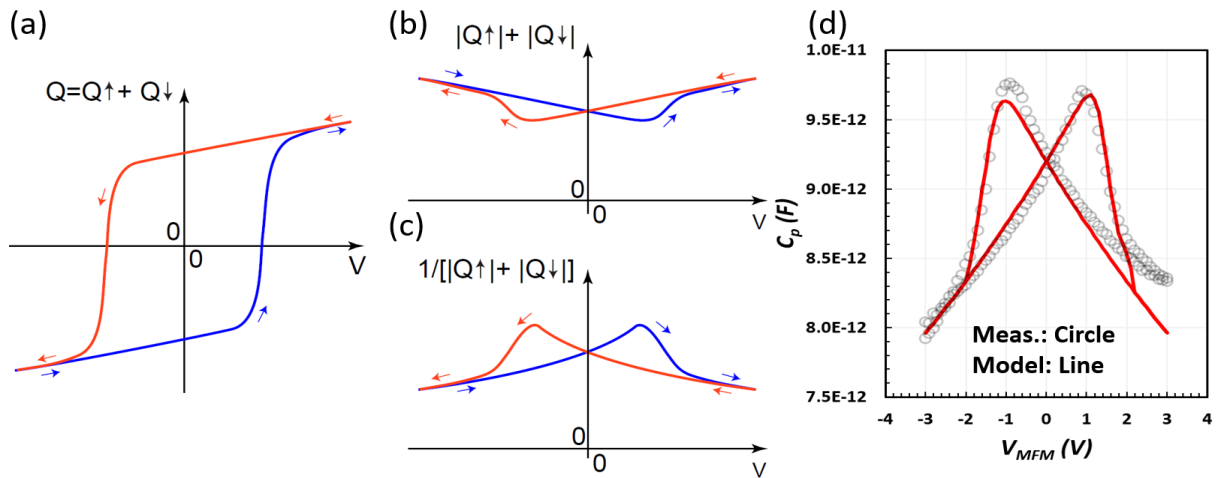 (a)
Q=Q↑+ Q↓
0
0
V
(b)
|Q↑|+ |Q↓|
0
0
V
(c)
1/[|Q↑|+ |Q↓|]
0
0
V
(d)
1.0E-11
9.5E-12
9.0E-12
8.5E-12
8.0E-12
7.5E-12
Cp (F)
Meas.: Circle
Model: Line
-4 -3 -2 -1 0 1 2 3 4
VMFM (V)